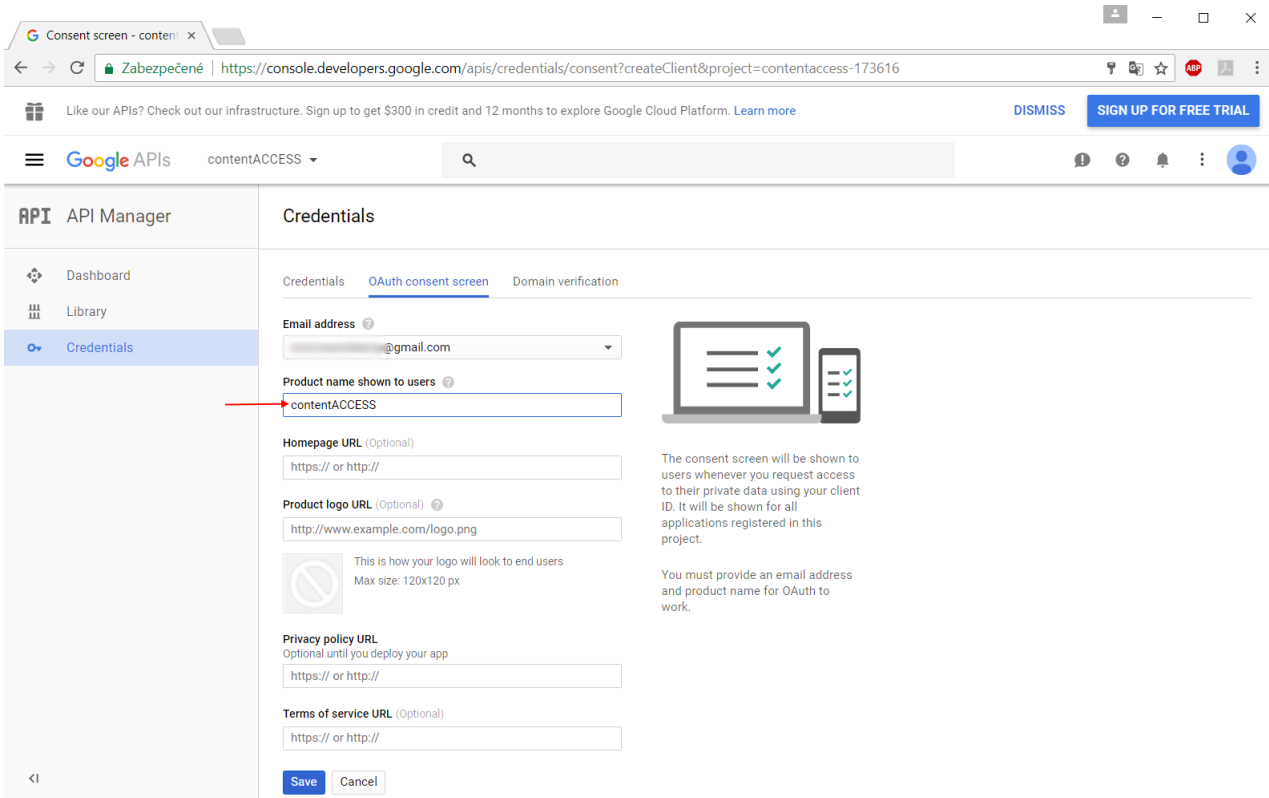 Consent screen - content
Zabezpečené https://console.developers.google.com/apis/credentials/consent?createClient&project=contentaccess-173616
ABP
Like our APIs? Check out our infrastructure. Sign up to get $300 in credit and 12 months to explore Google Cloud Platform. Learn more
DISMISS
SIGN UP FOR FREE TRIAL
Google APIs
contentACCESS
API API Manager
Dashboard
Library
Credentials
Credentials
Credentials OAuth consent screen Domain verification
Email address
@gmail.com
Product name shown to users
contentACCESS
Homepage URL (Optional)
https:// or http://
Product logo URL (Optional)
http://www.example.com/logo.png
This is how your logo will look to end users
Max size: 120x120 px
Privacy policy URL
Optional until you deploy your app
https:// or http://
Terms of service URL (Optional)
https:// or http://
Save Cancel
The consent screen will be shown to
users whenever you request access
to their private data using your client
ID. It will be shown for all
applications registered in this
project.
You must provide an email address
and product name for OAuth to
work.